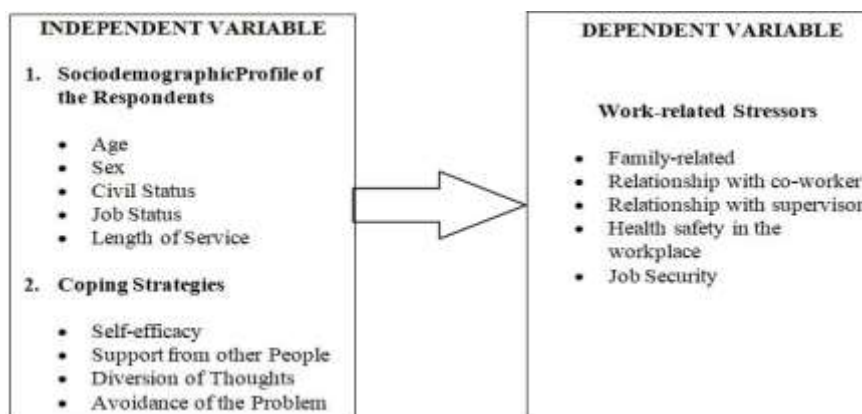 INDEPENDENT VARIABLE
1. SociodemographicProfile of
the Respondents
• Age
• Sex
• Civil Status
• Job Status
• Length of Service
2. Coping Strategies
• Self-efficacy
• Support from other People
• Diversion of Thoughts
• Avoidance of the Problem
DEPENDENT VARIABLE
Work-related Stressors
• Family-related
• Relationship with co-worker
• Relationship with supervisor
• Health safety in the
workplace
• Job Security